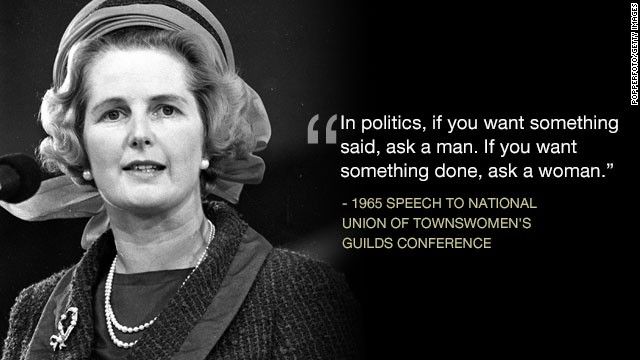 POPPERFOTO/GETTY IMAGES
“In politics, if you want something
said, ask a man. If you want
something done, ask a woman.”
- 1965 SPEECH TO NATIONAL
UNION OF TOWNSWOMEN'S
GUILDS CONFERENCE